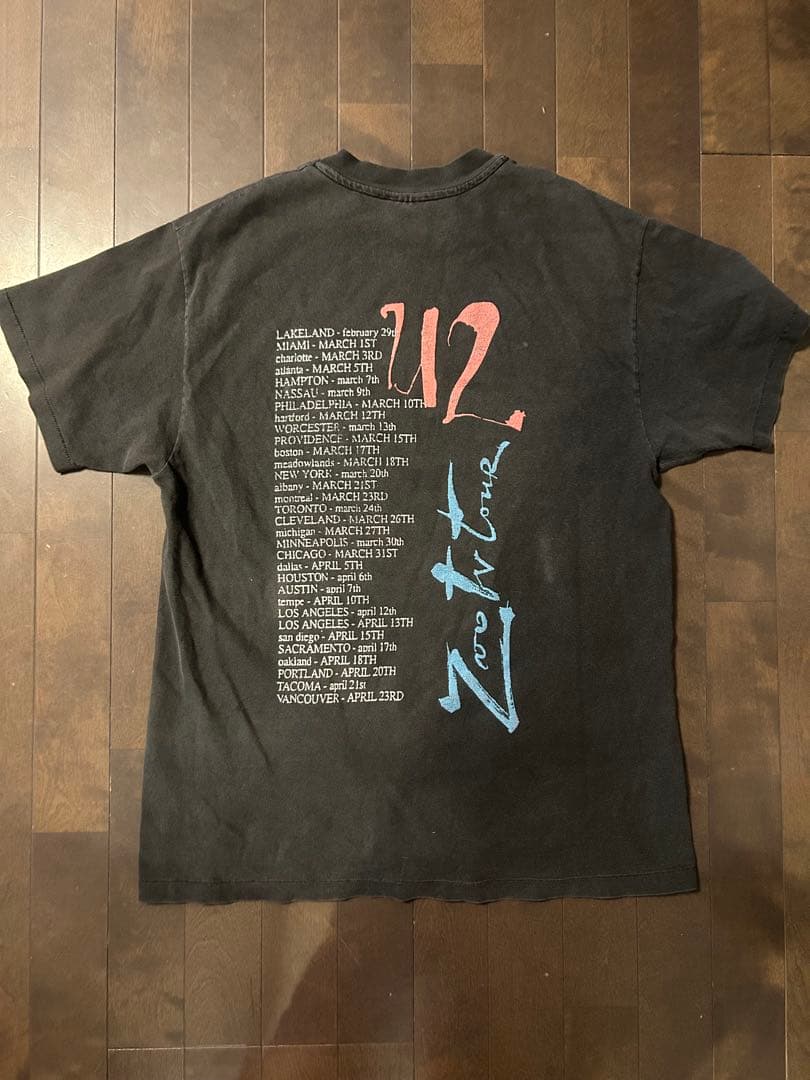 LAKELAND - february 29th
MIAMI - MARCH 1ST
charlotte - MARCH 3RD
atlanta - MARCH 5TH
HAMPTON - march 7th
NASSAU - march 9th
PHILADELPHIA - MARCH 10TH
hartford - MARCH 12TH
WORCESTER - march 13th
PROVIDENCE - MARCH 15TH
boston - MARCH 17TH
meadowlands - MARCH 18TH
NEW YORK - march 20th
albany - MARCH 21ST
montreal - MARCH 23RD
TORONTO - march 24th
CLEVELAND - MARCH 26TH
michigan - MARCH 27TH
MINNEAPOLIS - march 30th
CHICAGO - MARCH 31ST
dallas - APRIL 5TH
HOUSTON - april 6th
AUSTIN - april 7th
tempe - APRIL 10TH
LOS ANGELES - april 12th
LOS ANGELES - APRIL 13TH
san diego - APRIL 15TH
SACRAMENTO - april 17th
oakland - APRIL 18TH
PORTLAND - APRIL 20TH
TACOMA - april 21st
VANCOUVER - APRIL 23RD
U2
Zoo tv tour